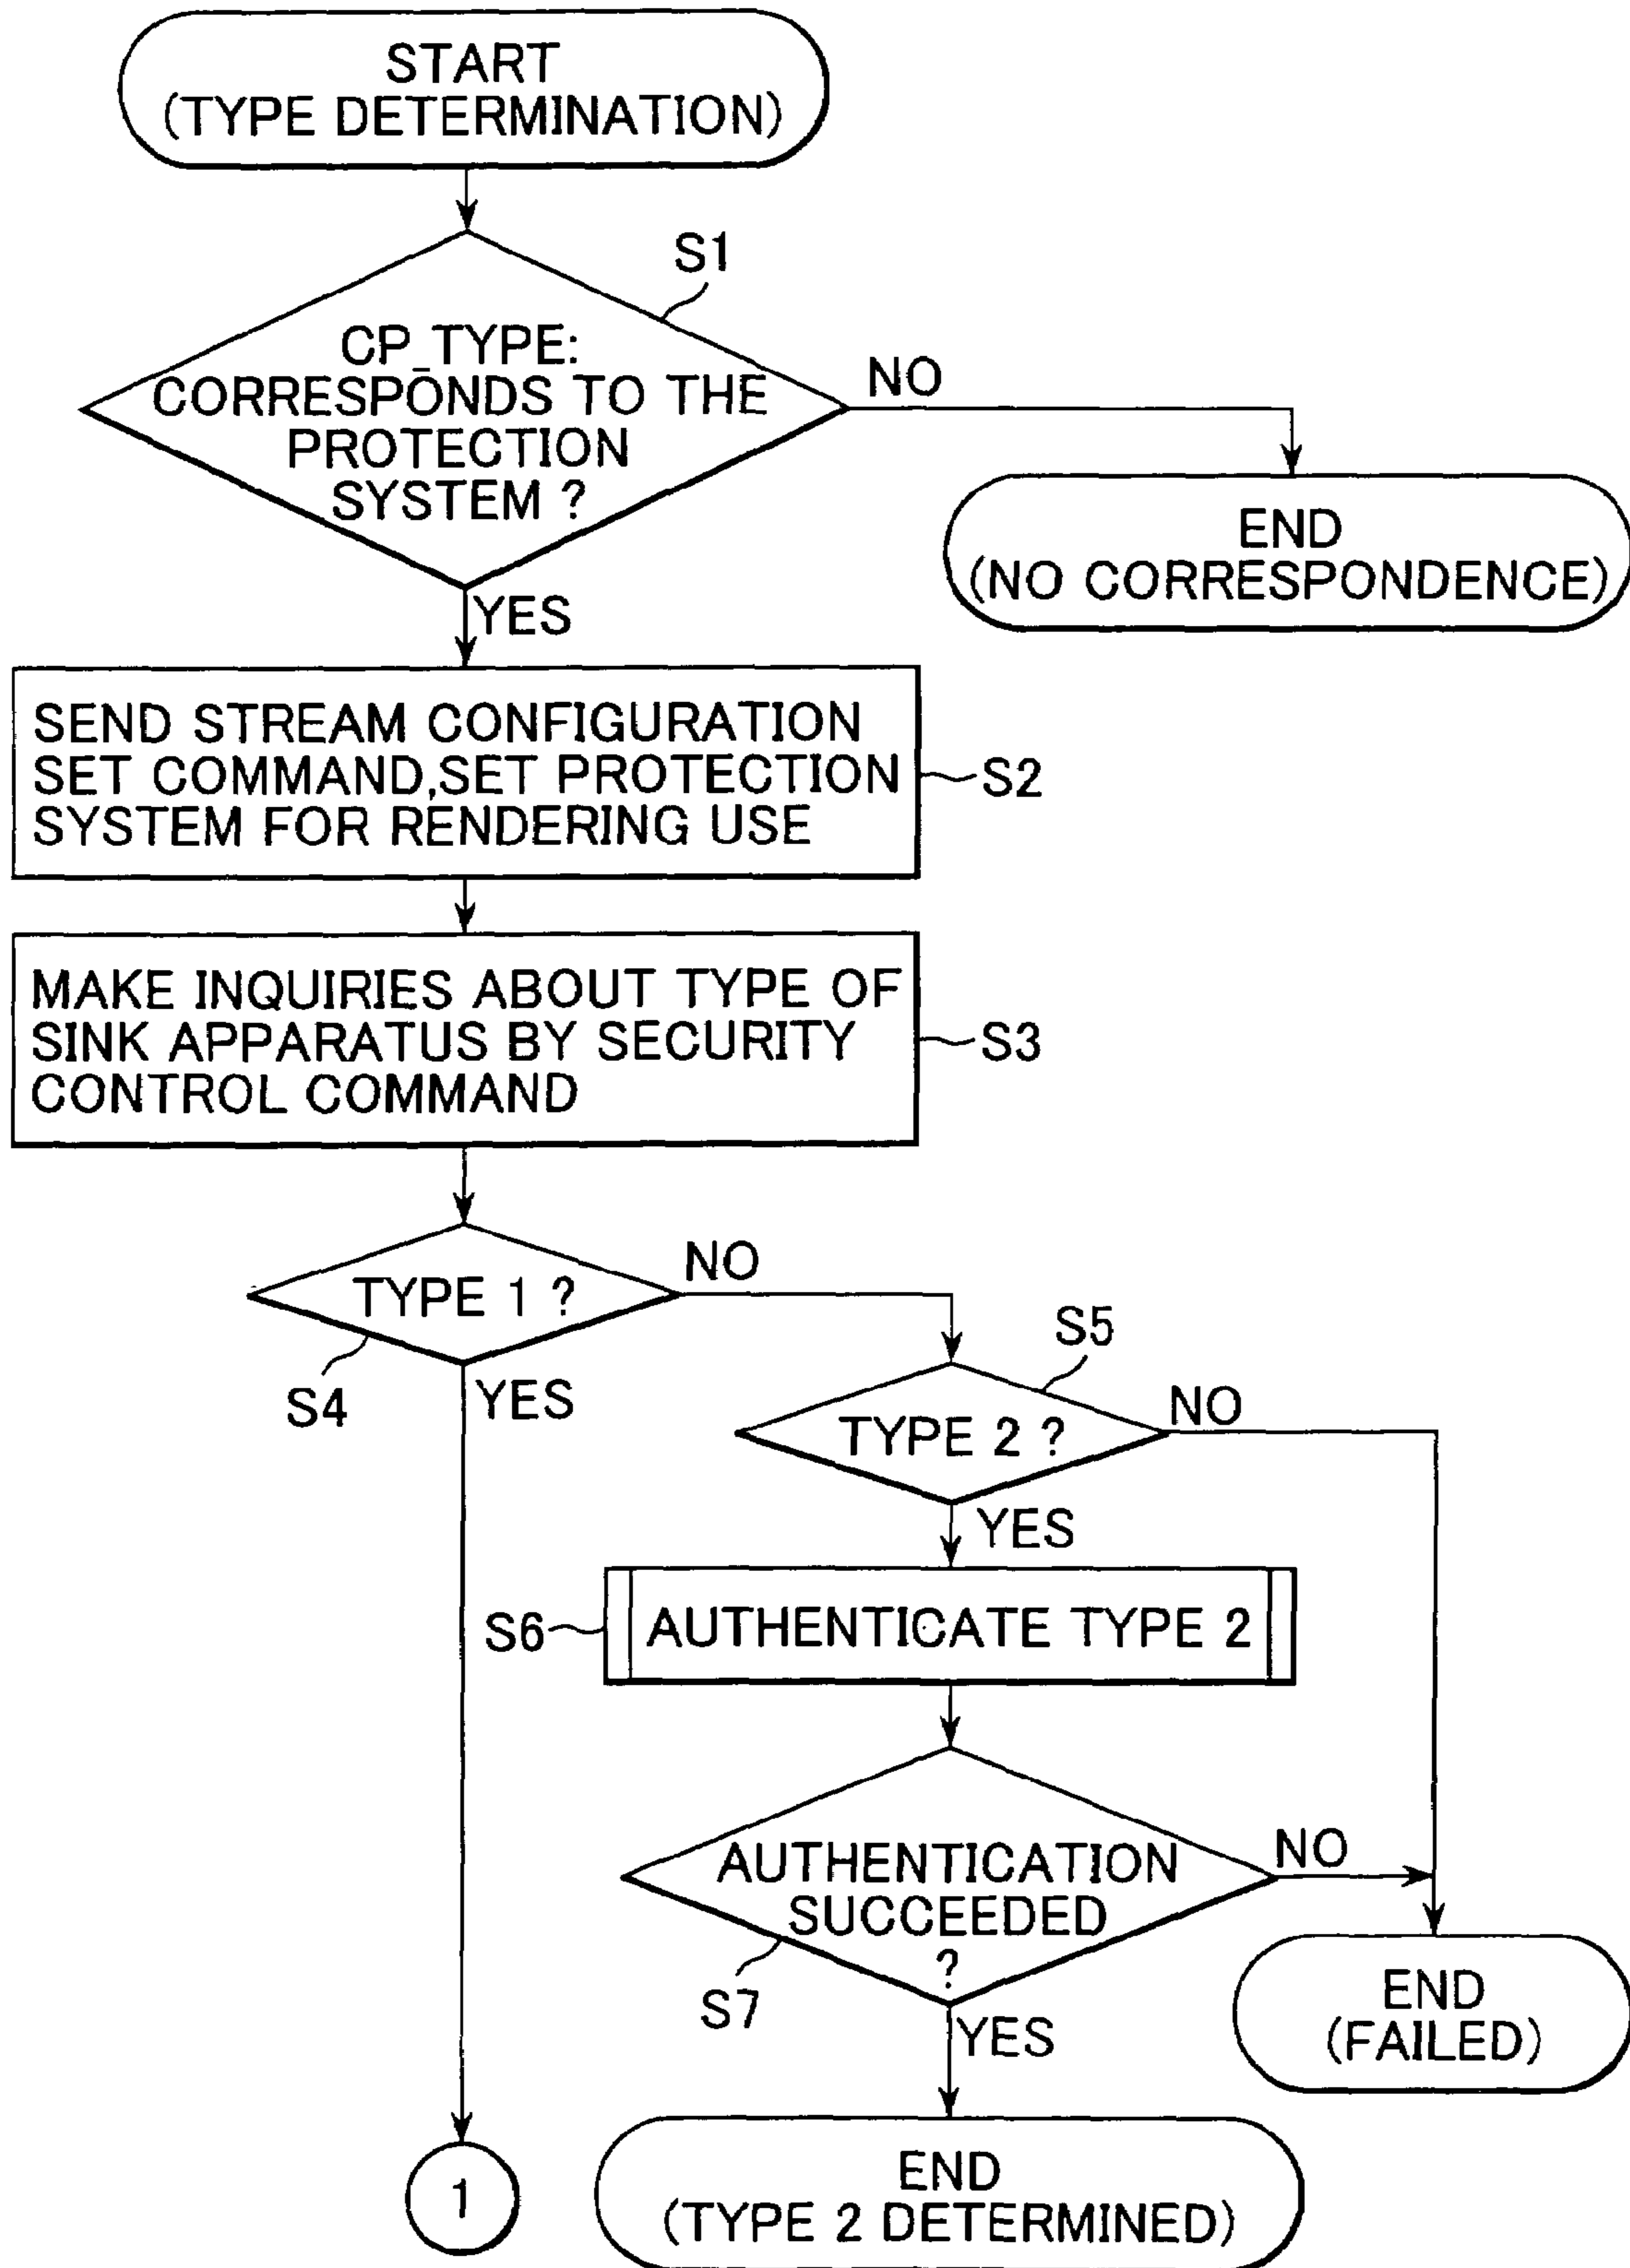 START
(TYPE DETERMINATION)
S1
CP_TYPE:
CORRESPONDS TO THE
PROTECTION
SYSTEM ?
NO
END
(NO CORRESPONDENCE)
YES
SEND STREAM CONFIGURATION
SET COMMAND,SET PROTECTION
SYSTEM FOR RENDERING USE
S2
MAKE INQUIRIES ABOUT TYPE OF
SINK APPARATUS BY SECURITY
CONTROL COMMAND
S3
TYPE 1 ?
NO
S4
YES
S5
TYPE 2 ?
NO
YES
S6
AUTHENTICATE TYPE 2
AUTHENTICATION
SUCCEEDED
?
NO
S7
YES
END
(FAILED)
1
END
(TYPE 2 DETERMINED)